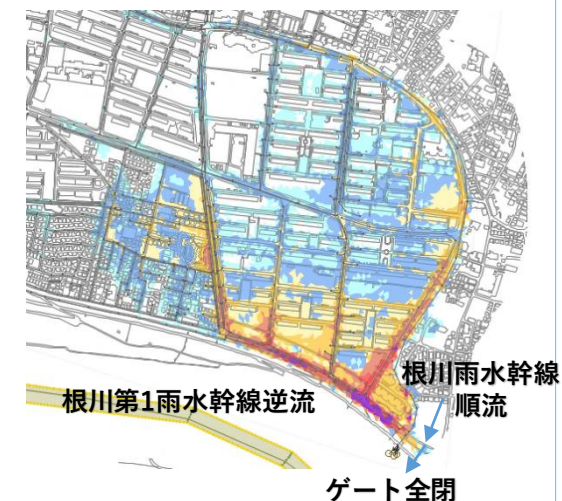 根川第1雨水幹線逆流
根川雨水幹線
順流
ゲート全閉